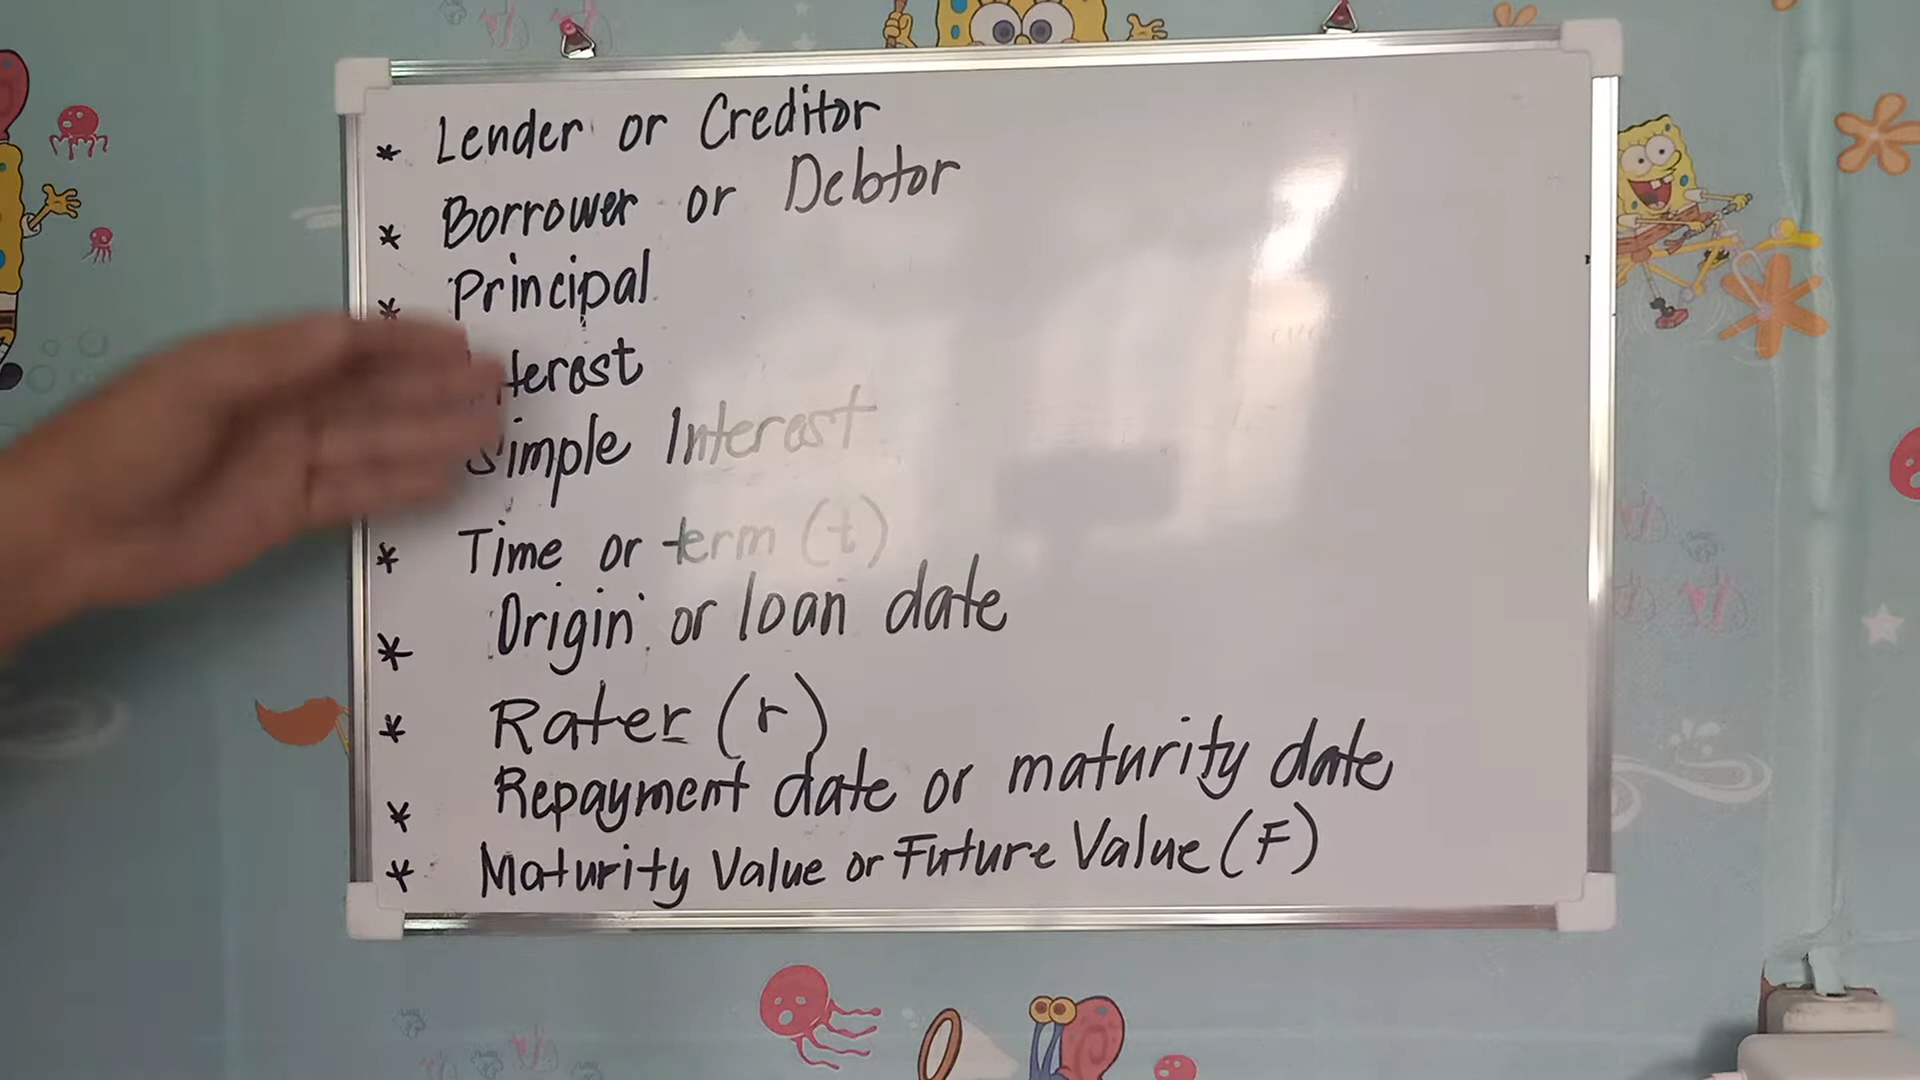 * Lender or Creditor
* Borrower or Debtor
* Principal
Interest
Simple Interest
* Time or term (t)
* Origin or loan date
* Rater (r)
* Repayment date or maturity date
* Maturity Value or Future Value (F)